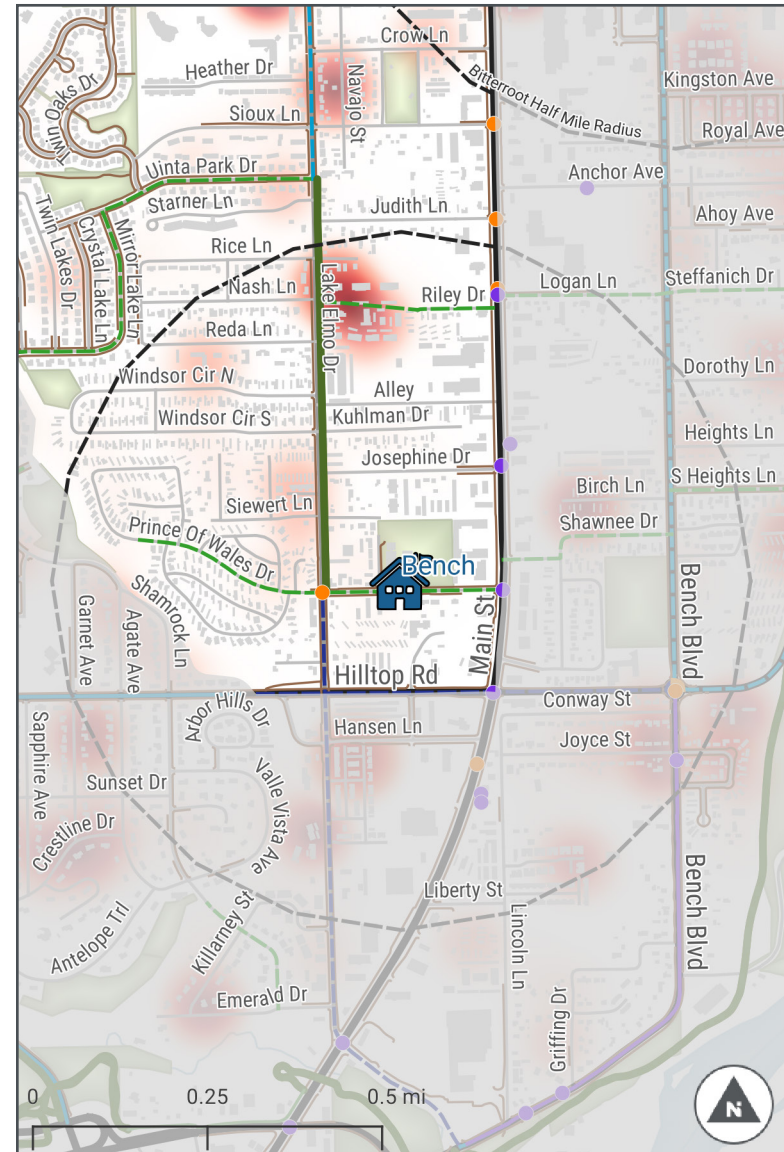 Crow Ln
Heather Dr
Navajo St
Bitterroot Half Mile Radius
Kingston Ave
Twin Oaks Dr
Sioux Ln
Royal Ave
Uinta Park Dr
Anchor Ave
Starner Ln
Judith Ln
Ahoy Ave
Twin Lakes Dr
Crystal Lake Ln
Mirror Lake Ln
Rice Ln
Nash Ln
Lake Elmo Dr
Riley Dr
Logan Ln
Steffanich Dr
Reda Ln
Windsor Cir N
Alley
Dorothy Ln
Windsor Cir S
Kuhlman Dr
Heights Ln
Josephine Dr
Birch Ln
S Heights Ln
Siewert Ln
Shawnee Dr
Prince Of Wales Dr
Bench
Bench Blvd
Garnet Ave
Agate Ave
Shamrock Ln
Main St
Hilltop Rd
Conway St
Arbor Hills Dr
Hansen Ln
Joyce St
Sapphire Ave
Sunset Dr
Valle Vista Ave
Crestline Dr
Liberty St
Bench Blvd
Antelope Trl
Killarney St
Lincoln Ln
Emerald Dr
Griffing Dr
0 0.25 0.5 mi
N